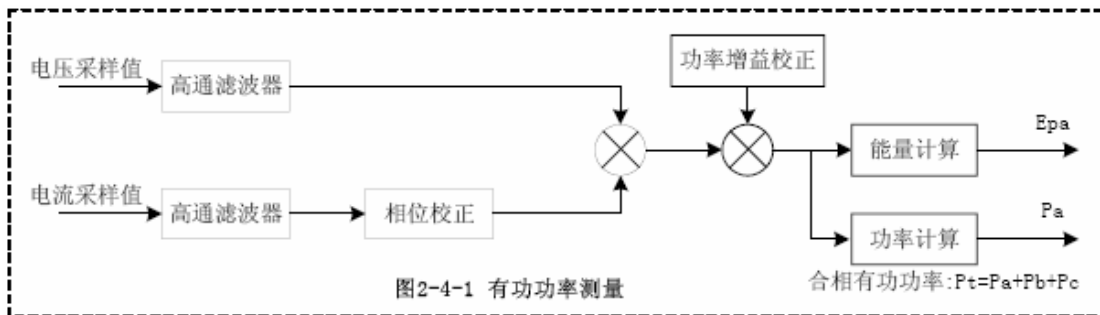 功率增益校正
电压采样值
高通滤波器
Epa
能量计算
电流采样值
高通滤波器
相位校正
Pa
功率计算
合相有功功率:Pt=Pa+Pb+Pc
图2-4-1 有功功率测量